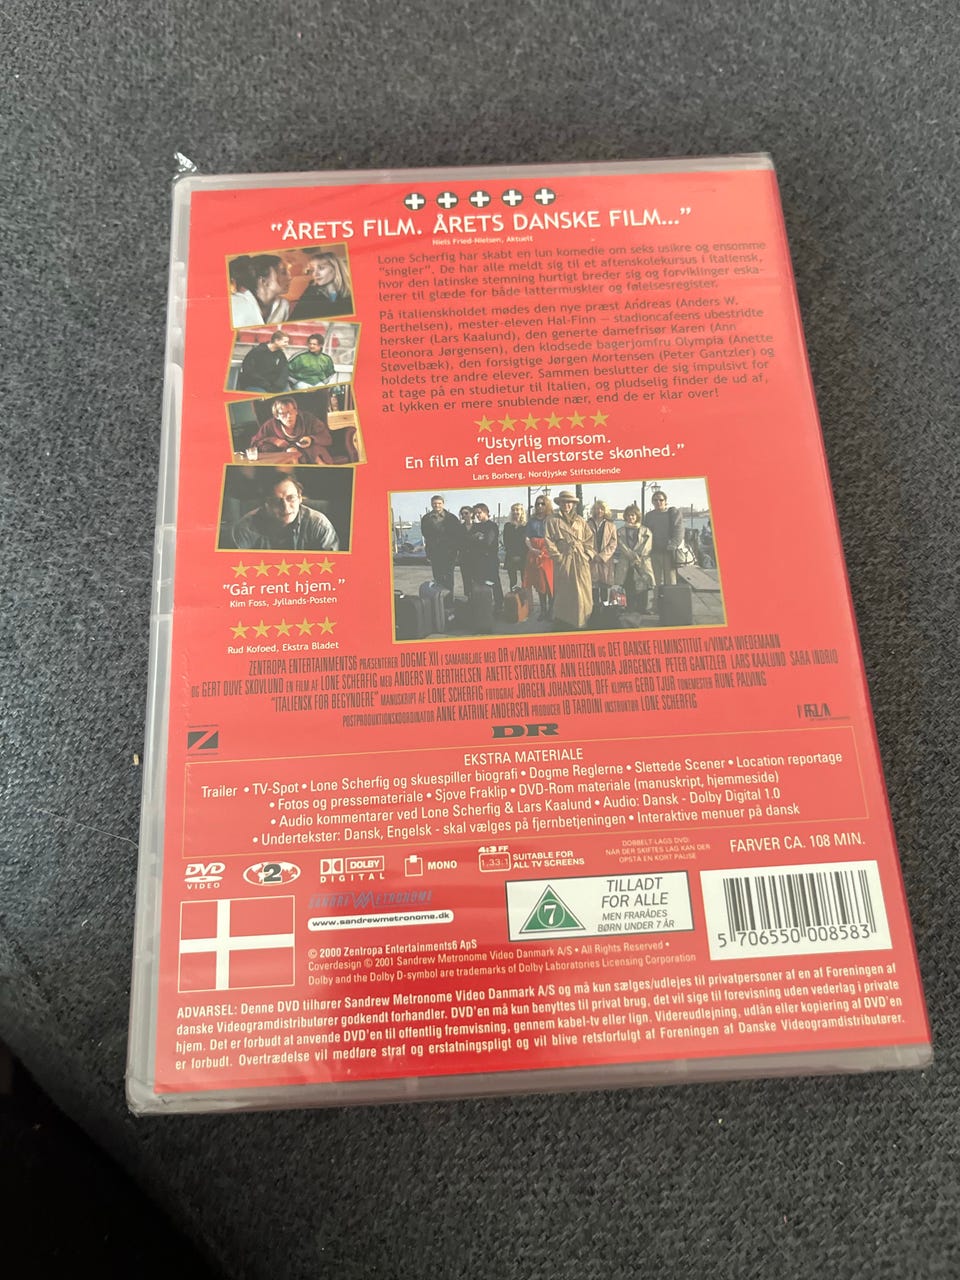 "ÅRETS FILM. ÅRETS DANSKE FILM..."
Niels Fried-Nielsen, Aktuelt
Lone Scherfig har skabt en lun komedie om seks usikre og ensomme
"singler". De har alle meldt sig til et aftenskolekursus i italiensk,
hvor den latinske stemning hurtigt breder sig og forviklinger eska-
lerer til glæde for både lattermuskler og følelsesregister.
På italienskholdet mødes den nye præst Andreas (Anders W.
Berthelsen), mester-eleven Hal-Finn – stadioncafeens ubestridte
hersker (Lars Kaalund), den generte damefrisør Karen (Ann
Eleonora Jørgensen), den klodsede bagerjomfru Olympia (Anette
Støvelbæk), den forsigtige Jørgen Mortensen (Peter Gantzler) og
holdets tre andre elever. Sammen beslutter de sig impulsivt for
at tage på en studietur til Italien, og pludselig finder de ud af,
at lykken er mere snublende nær, end de er klar over!
"Ustyrlig morsom.
En film af den allerstørste skønhed."
Lars Borberg, Nordjyske Stiftstidende
"Går rent hjem."
Kim Foss, Jyllands-Posten
Rud Kofoed, Ekstra Bladet
ZENTROPA ENTERTAINMENTS6 PRÆSENTERER DOGME XII I SAMARBEJDE MED DR v/MARIANNE MORITZEN OG DET DANSKE FILMINSTITUT v/VINCA WIEDEMANN
OG GERT DUVE SKOVLUND EN FILM AF LONE SCHERFIG MED ANDERS W. BERTHELSEN ANETTE STØVELBÆK ANN ELEONORA JØRGENSEN PETER GANTZLER LARS KAALUND SARA INDRIO
"ITALIENSK FOR BEGYNDERE" MANUSKRIPT AF LONE SCHERFIG FOTOGRAF JØRGEN JOHANSSON, DFF KLIPPER GERD TJUR TONEMESTER RUNE PALVING
POSTPRODUKTIONSKOORDINATOR ANNE KATRINE ANDERSEN PRODUCER IB TARDINI INSTRUKTØR LONE SCHERFIG
DR
EKSTRA MATERIALE
Trailer • TV-Spot • Lone Scherfig og skuespiller biografi • Dogme Reglerne • Slettede Scener • Location reportage
• Fotos og pressemateriale • Sjove Fraklip • DVD-Rom materiale (manuskript, hjemmeside)
• Audio kommentarer ved Lone Scherfig & Lars Kaalund • Audio: Dansk - Dolby Digital 1.0
• Undertekster: Dansk, Engelsk - skal vælges på fjernbetjeningen • Interaktive menuer på dansk
DVD
VIDEO
2
DOLBY
DIGITAL
MONO
4:3 FF
1.33:1
SUITABLE FOR
ALL TV SCREENS
DOBBELT LAGS DVD:
NÅR DER SKIFTES LAG KAN DER
OPSTÅ EN KORT PAUSE
FARVER CA. 108 MIN.
SANDREW METRONOME
www.sandrewmetronome.dk
7
TILLADT
FOR ALLE
MEN FRARÅDES
BØRN UNDER 7 ÅR
5 706550 008583
© 2000 Zentropa Entertainments6 ApS
Coverdesign © 2001 Sandrew Metronome Video Danmark A/S • All Rights Reserved •
Dolby and the Dolby D-symbol are trademarks of Dolby Laboratories Licensing Corporation
ADVARSEL: Denne DVD tilhører Sandrew Metronome Video Danmark A/S og må kun sælges/udlejes til privatpersoner af en af Foreningen af
danske Videogramdistributører godkendt forhandler. DVD'en må kun benyttes til privat brug, det vil sige til forevisning uden vederlag i private
hjem. Det er forbudt at anvende DVD'en til offentlig fremvisning, gennem kabel-tv eller lign. Videreudlejning, udlån eller kopiering af DVD'en
er forbudt. Overtrædelse vil medføre straf og erstatningspligt og vil blive retsforfulgt af Foreningen af Danske Videogramdistributører.